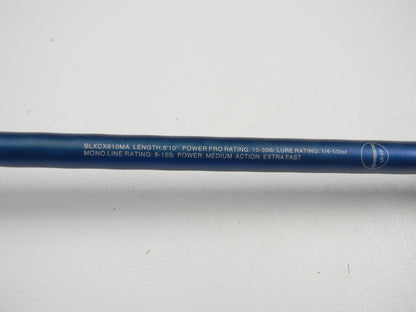 SLXCX610MA LENGTH:6'10" POWER PRO RATING: 10-30lb LURE RATING: 1/4-1/2oz
MONO LINE RATING: 8-15lb POWER: MEDIUM ACTION: EXTRA FAST